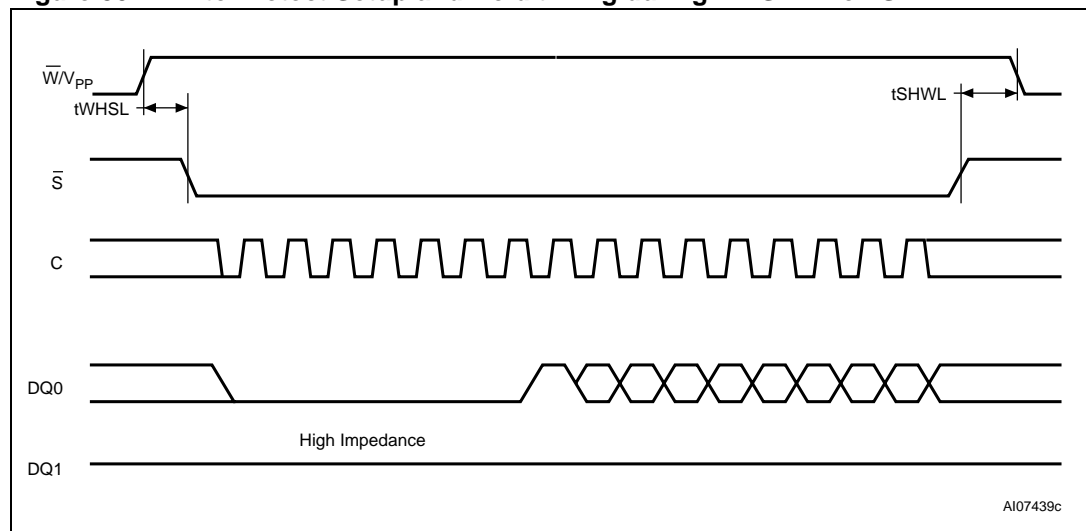 W/VPP
tWHSL
tSHWL
S
C
DQ0
High Impedance
DQ1
AI07439c